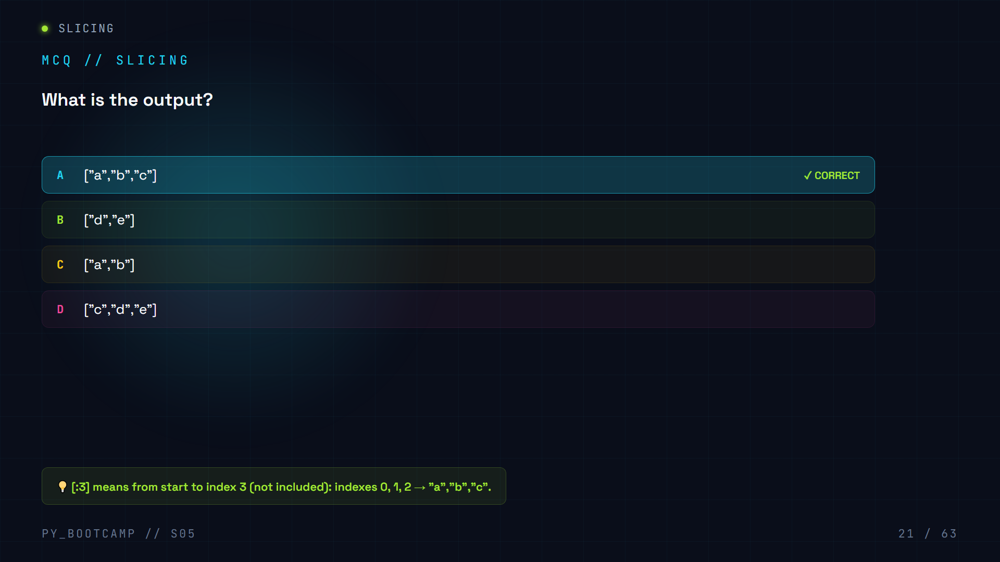 SLICING
MCQ // SLICING
What is the output?
A ["a","b","c"] ✓ CORRECT
B ["d","e"]
C ["a","b"]
D ["c","d","e"]
💡 [:3] means from start to index 3 (not included): indexes 0, 1, 2 → "a","b","c".
PY_BOOTCAMP // S05
21 / 63